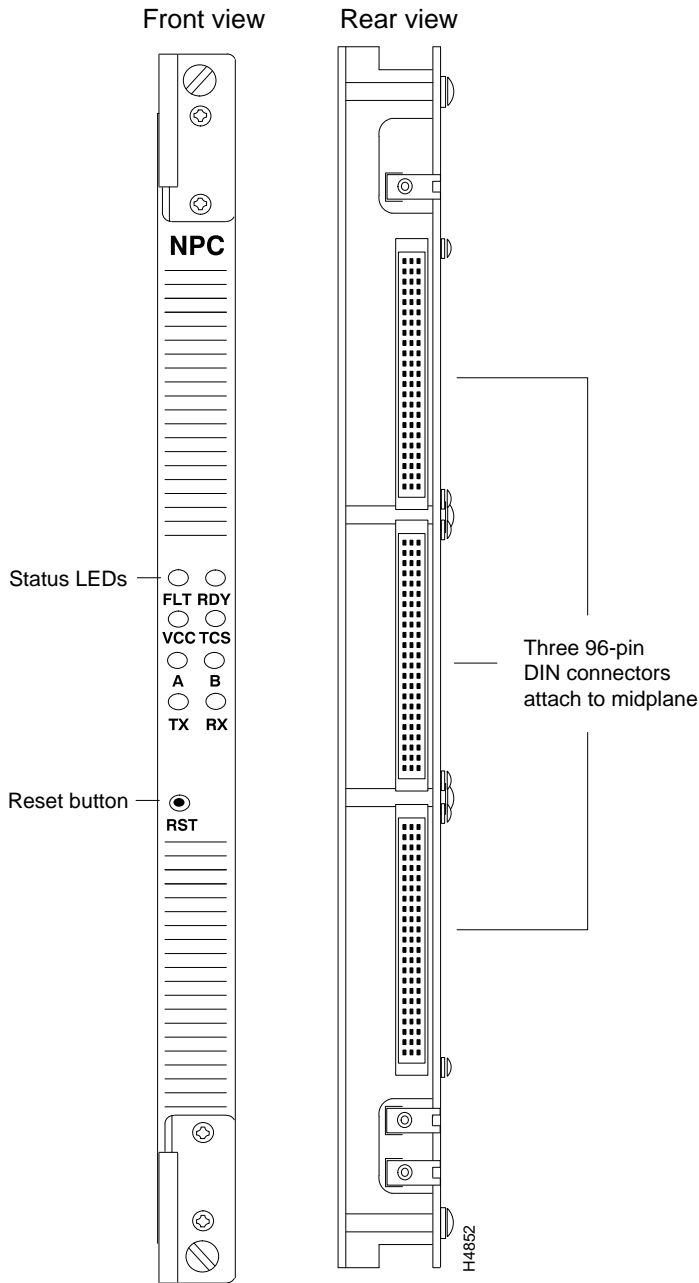 Front view
Rear view
NPC
Status LEDs
FLT RDY
VCC TCS
A B
TX RX
Reset button
RST
Three 96-pin
DIN connectors
attach to midplane
H4852